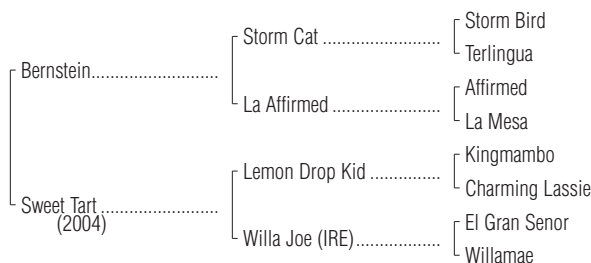 Storm Bird
Storm Cat ........................
Terlingua
Bernstein..........................
Affirmed
La Affirmed ......................
La Mesa
Kingmambo
Lemon Drop Kid ..............
Charming Lassie
Sweet Tart ........................
(2004)
El Gran Senor
Willa Joe (IRE).................
Willamae